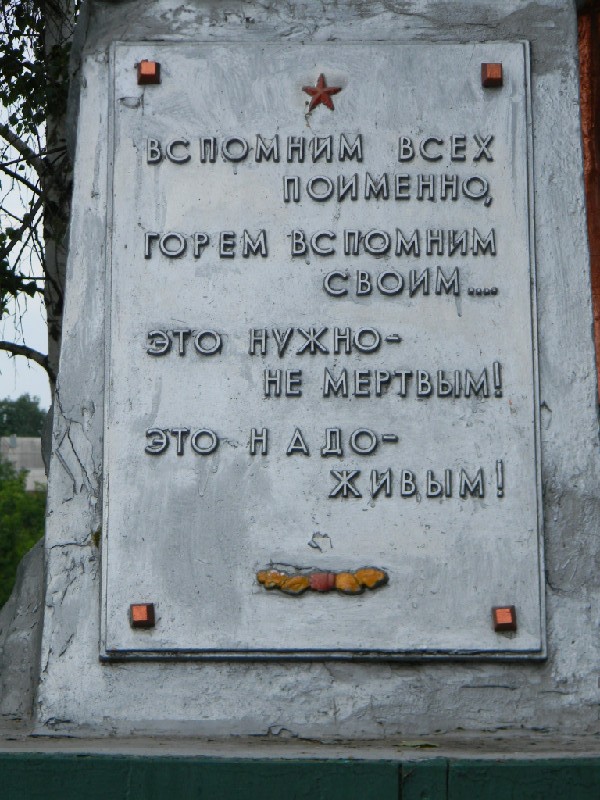 ВСПОМНИМ ВСЕХ
ПОИМЕННО,
ГОРЕМ ВСПОМНИМ
СВОИМ....
ЭТО НУЖНО-
НЕ МЕРТВЫМ!
ЭТО НАДО-
ЖИВЫМ!